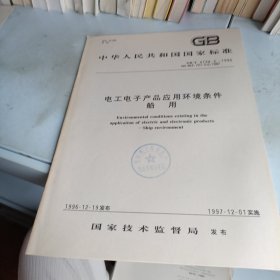 GB
中华人民共和国国家标准
电工电子产品应用环境条件
船 用
Environmental conditions existing in the
application of electric and electronic products
Ship environment
1996-12-19发布
1997-12-01实施
国家技术监督局 发布